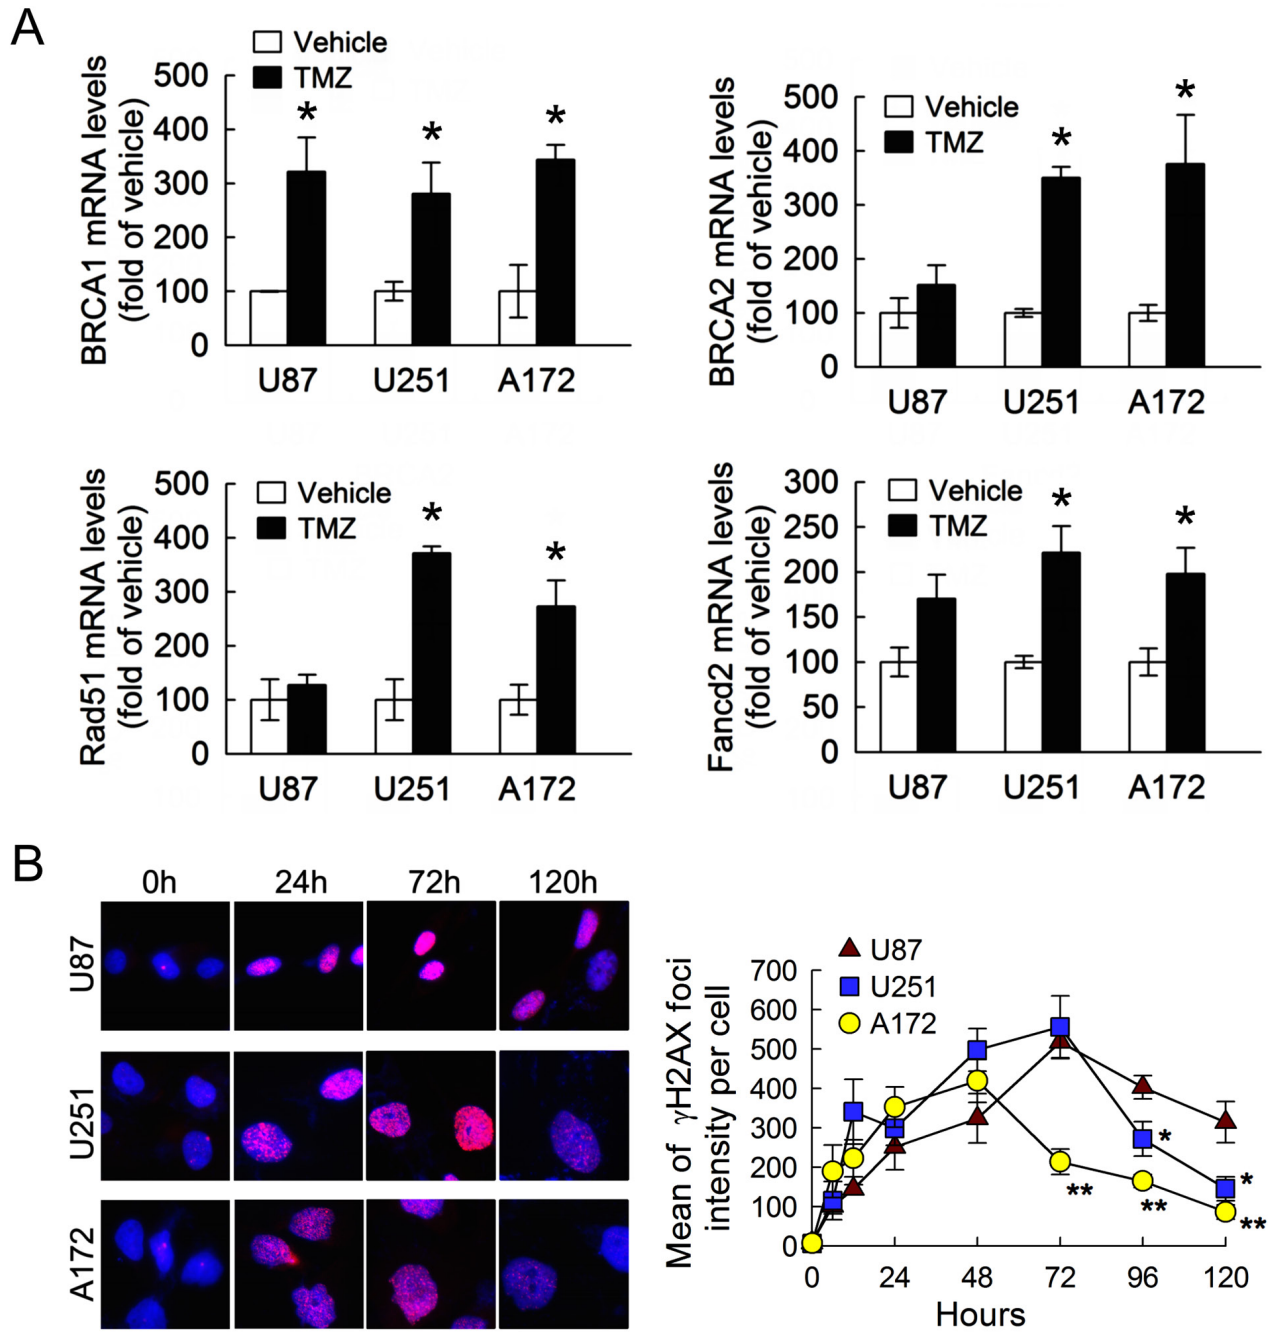 A
Vehicle
TMZ
BRCA1 mRNA levels
(fold of vehicle)
500
400
300
200
100
0
*
*
*
U87
U251
A172
Vehicle
TMZ
BRCA2 mRNA levels
(fold of vehicle)
500
400
300
200
100
0
*
*
U87
U251
A172
Vehicle
TMZ
Rad51 mRNA levels
(fold of vehicle)
500
400
300
200
100
0
*
*
U87
U251
A172
Vehicle
TMZ
Fancd2 mRNA levels
(fold of vehicle)
300
250
200
150
100
50
0
*
*
U87
U251
A172
B
0h
24h
72h
120h
U87
U251
A172
U87
U251
A172
Mean of γH2AX foci
intensity per cell
700
600
500
400
300
200
100
0
*
*
**
**
**
0
24
48
72
96
120
Hours